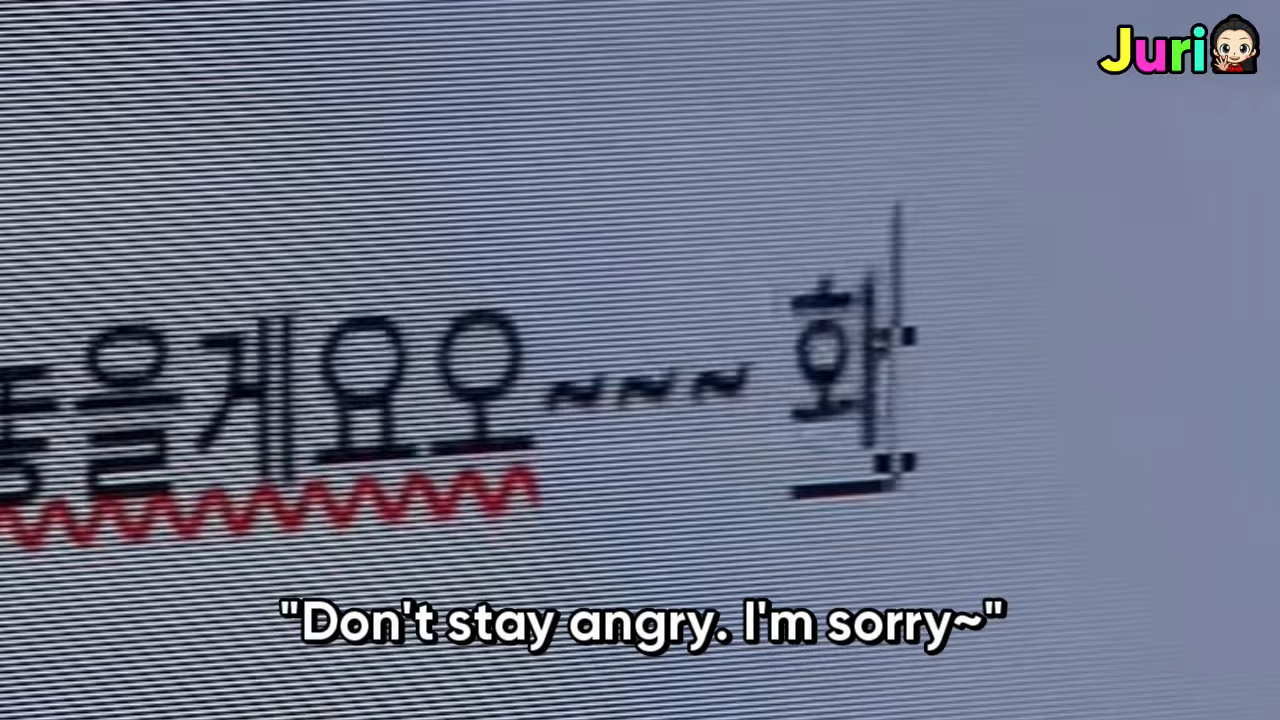 Juri
을게요오~~~ 화
"Don't stay angry. I'm sorry~"